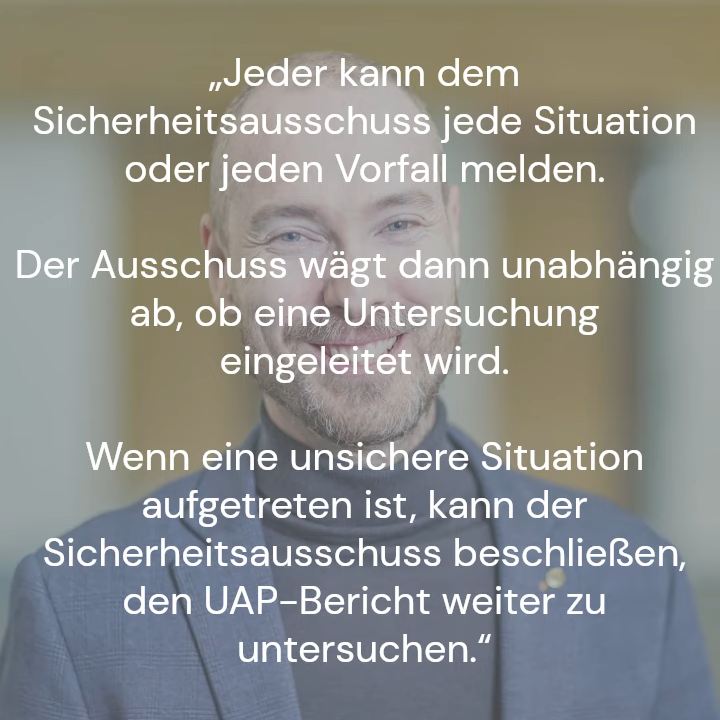 „Jeder kann dem
Sicherheitsausschuss jede Situation
oder jeden Vorfall melden.
Der Ausschuss wägt dann unabhängig
ab, ob eine Untersuchung
eingeleitet wird.
Wenn eine unsichere Situation
aufgetreten ist, kann der
Sicherheitsausschuss beschließen,
den UAP-Bericht weiter zu
untersuchen.“